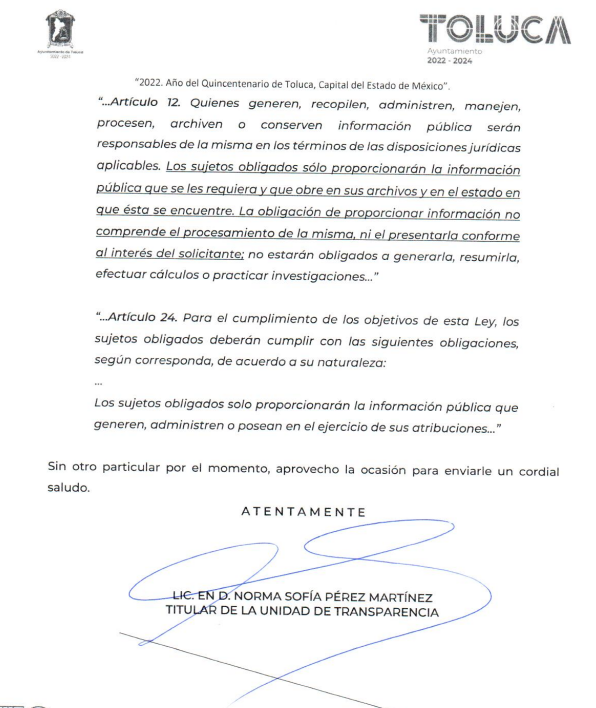 TOLUCA
Ayuntamiento de Toluca
Ayuntamiento
2022 - 2024
“2022. Año del Quincentenario de Toluca, Capital del Estado de México”.
“...Artículo 12. Quienes generen, recopilen, administren, manejen,
procesen, archiven o conserven información pública serán
responsables de la misma en los términos de las disposiciones jurídicas
aplicables. Los sujetos obligados sólo proporcionarán la información
pública que se les requiera y que obre en sus archivos y en el estado en
que ésta se encuentre. La obligación de proporcionar información no
comprende el procesamiento de la misma, ni el presentarla conforme
al interés del solicitante; no estarán obligados a generarla, resumirla,
efectuar cálculos o practicar investigaciones...”
“...Artículo 24. Para el cumplimiento de los objetivos de esta Ley, los
sujetos obligados deberán cumplir con las siguientes obligaciones,
según corresponda, de acuerdo a su naturaleza:
...
Los sujetos obligados solo proporcionarán la información pública que
generen, administren o posean en el ejercicio de sus atribuciones...”
Sin otro particular por el momento, aprovecho la ocasión para enviarle un cordial
saludo.
ATENTAMENTE
LIC. EN D. NORMA SOFÍA PÉREZ MARTÍNEZ
TITULAR DE LA UNIDAD DE TRANSPARENCIA